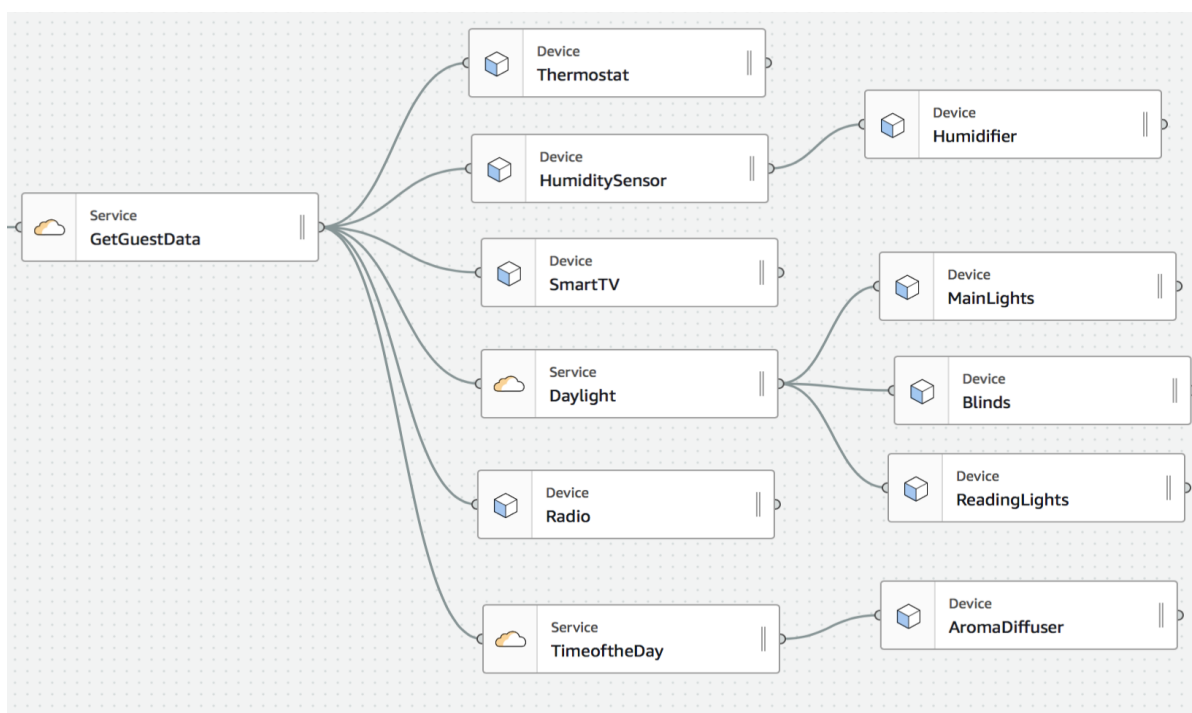 Service
GetGuestData
Device
Thermostat
Device
HumiditySensor
Device
Humidifier
Device
SmartTV
Service
Daylight
Device
MainLights
Device
Blinds
Device
ReadingLights
Device
Radio
Service
TimeoftheDay
Device
AromaDiffuser